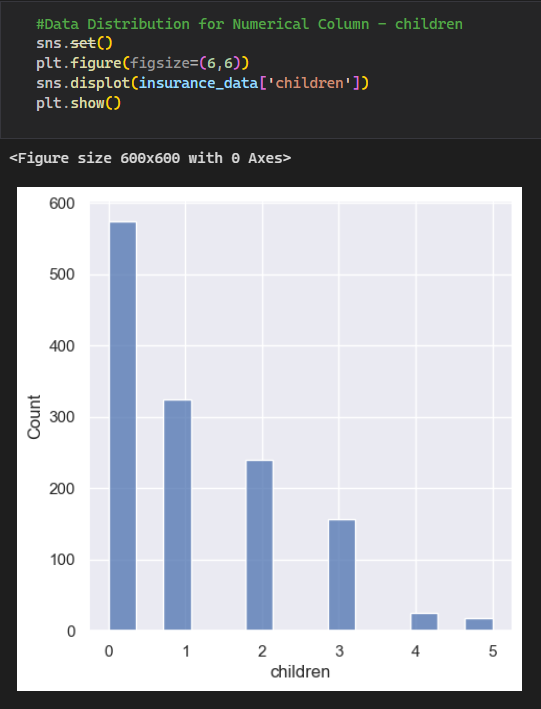 #Data Distribution for Numerical Column - children
sns.set()
plt.figure(figsize=(6,6))
sns.displot(insurance_data['children'])
plt.show()
<Figure size 600x600 with 0 Axes>
600
500
400
300
200
100
0
Count
0 1 2 3 4 5
children